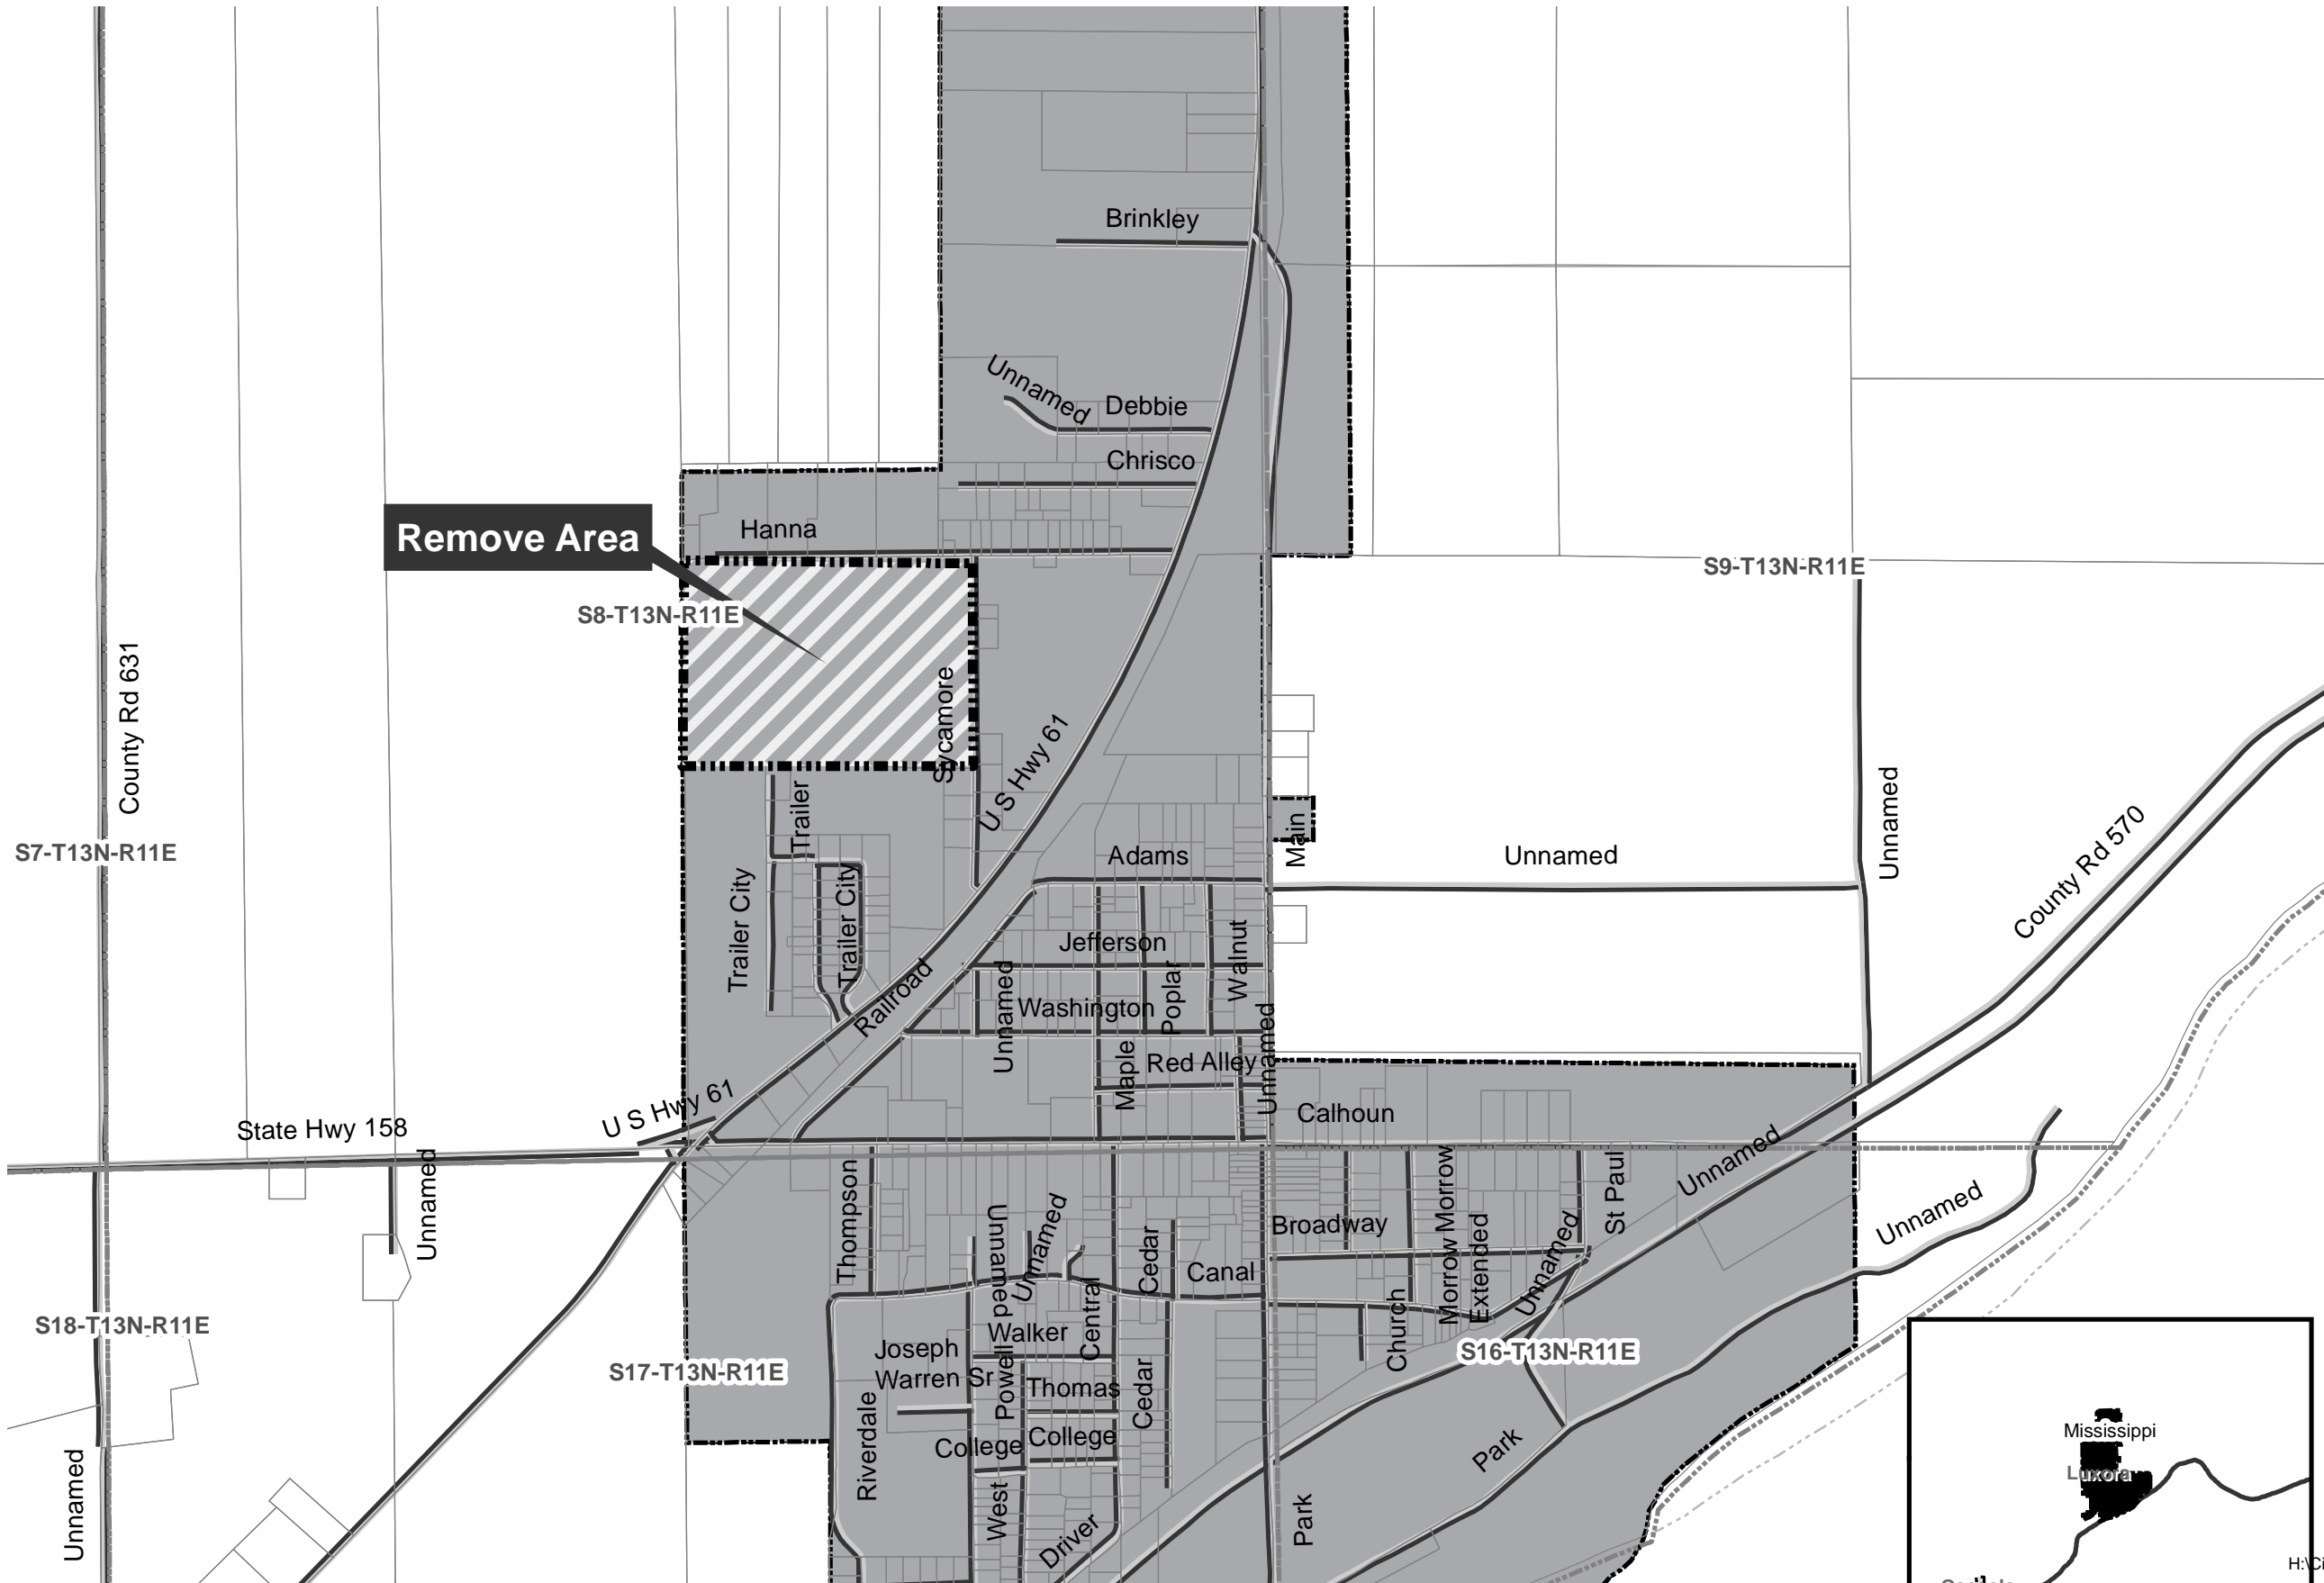 Brinkley
Unnamed
Debbie
Chrisco
Hanna
Remove Area
S9-T13N-R11E
S8-T13N-R11E
County Rd 631
Sycamore
U S Hwy 61
Trailer
Main
Unnamed
County Rd 570
S7-T13N-R11E
Adams
Unnamed
Trailer City
Trailer City
Jefferson
Walnut
Railroad
Unnamed
Washington
Poplar
Maple
Red Alley
Unnamed
U S Hwy 61
State Hwy 158
Calhoun
Unnamed
Unnamed
Thompson
Unnamed
Unnamed
Cedar
Broadway
Morrow
Morrow
Extended
Morrow
St Paul
Unnamed
Unnamed
Canal
Central
Church
S18-T13N-R11E
S17-T13N-R11E
S16-T13N-R11E
Joseph
Warren Sr
Walker
Powell
Thomas
Cedar
Riverdale
College
College
West
Driver
Park
Park
Unnamed
Mississippi
Luxora
H:\Ci